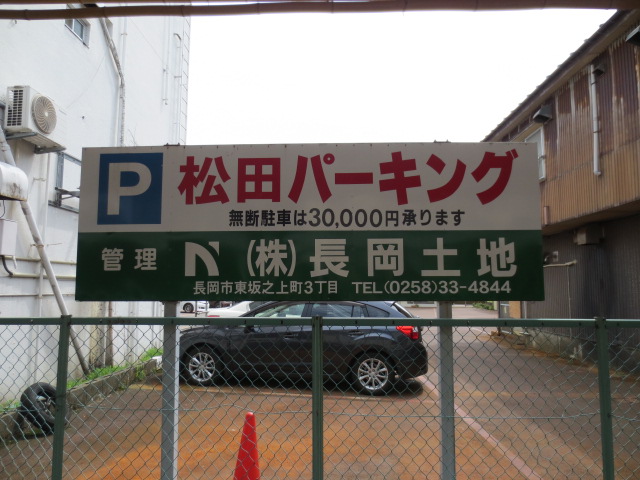 P 松田パーキング
無断駐車は30,000円承ります
管理 N (株)長岡土地
長岡市東坂之上町3丁目 TEL(0258)33-4844